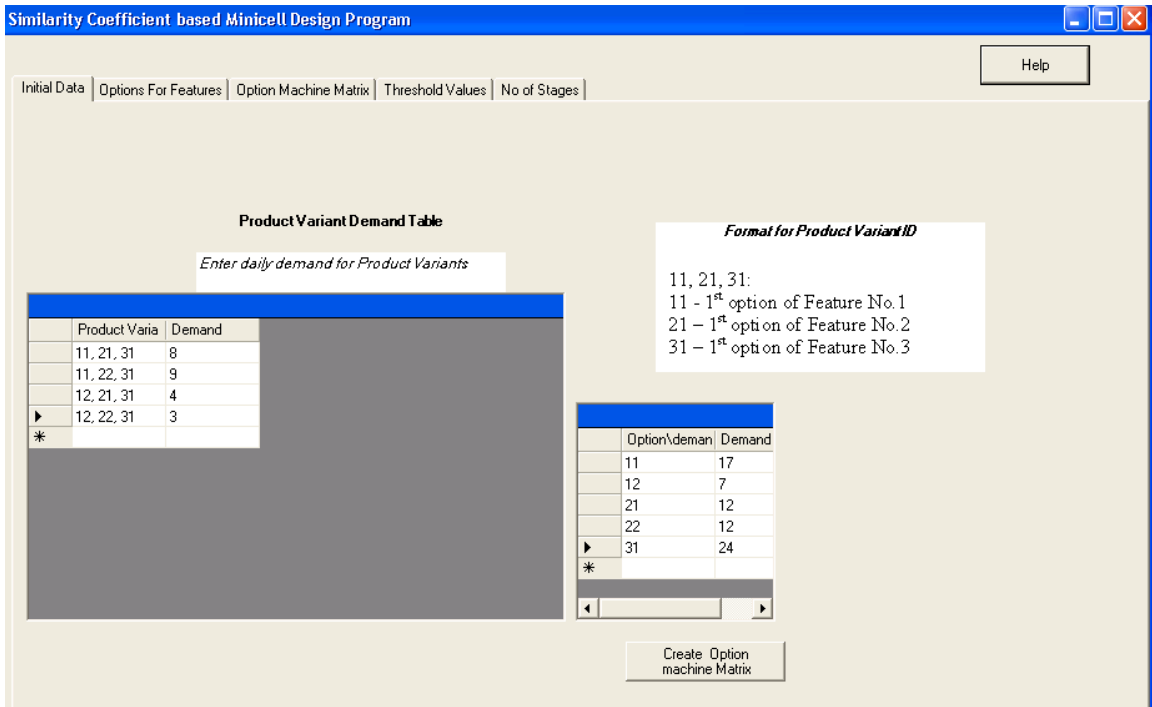 Similarity Coefficient based Minicell Design Program
Help
Initial Data Options For Features Option Machine Matrix Threshold Values No of Stages
Product Variant Demand Table
Enter daily demand for Product Variants
Product Varia Demand
11, 21, 31 8
11, 22, 31 9
12, 21, 31 4
12, 22, 31 3
Format for Product Variant ID
11, 21, 31:
11 - 1st option of Feature No.1
21 – 1st option of Feature No.2
31 – 1st option of Feature No.3
Option\deman Demand
11 17
12 7
21 12
22 12
31 24
Create Option
machine Matrix